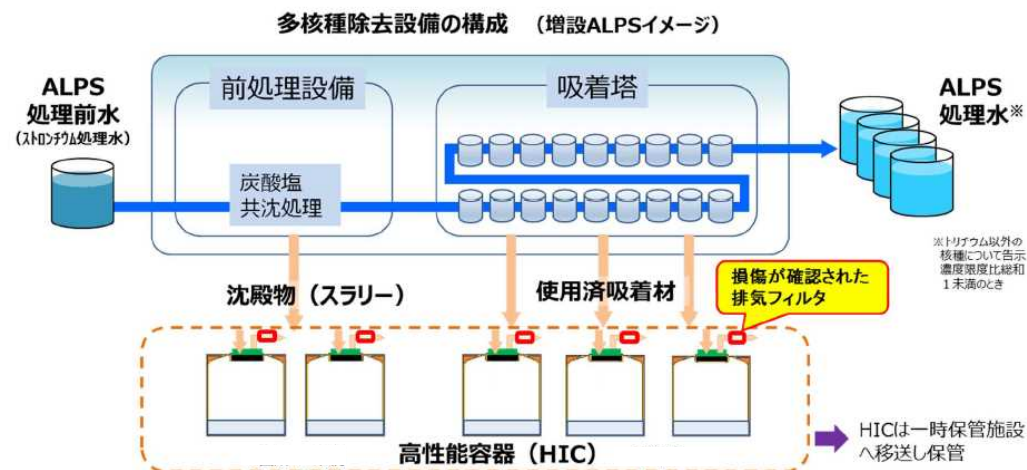 多核種除去設備の構成 (増設ALPSイメージ)
ALPS
処理前水
(ストロンチウム処理水)
前処理設備
炭酸塩
共沈処理
吸着塔
ALPS
処理水※
※トリチウム以外の
核種について告示
濃度限度比総和
1未満のとき
沈殿物（スラリー）
使用済吸着材
損傷が確認された
排気フィルタ
高性能容器（HIC）
HICは一時保管施設
へ移送し保管